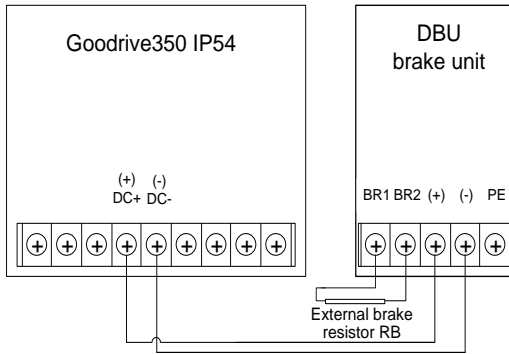 Goodrive350 IP54
DBU
brake unit
(+) (-)
DC+ DC-
BR1 BR2 (+) (-) PE
External brake
resistor RB